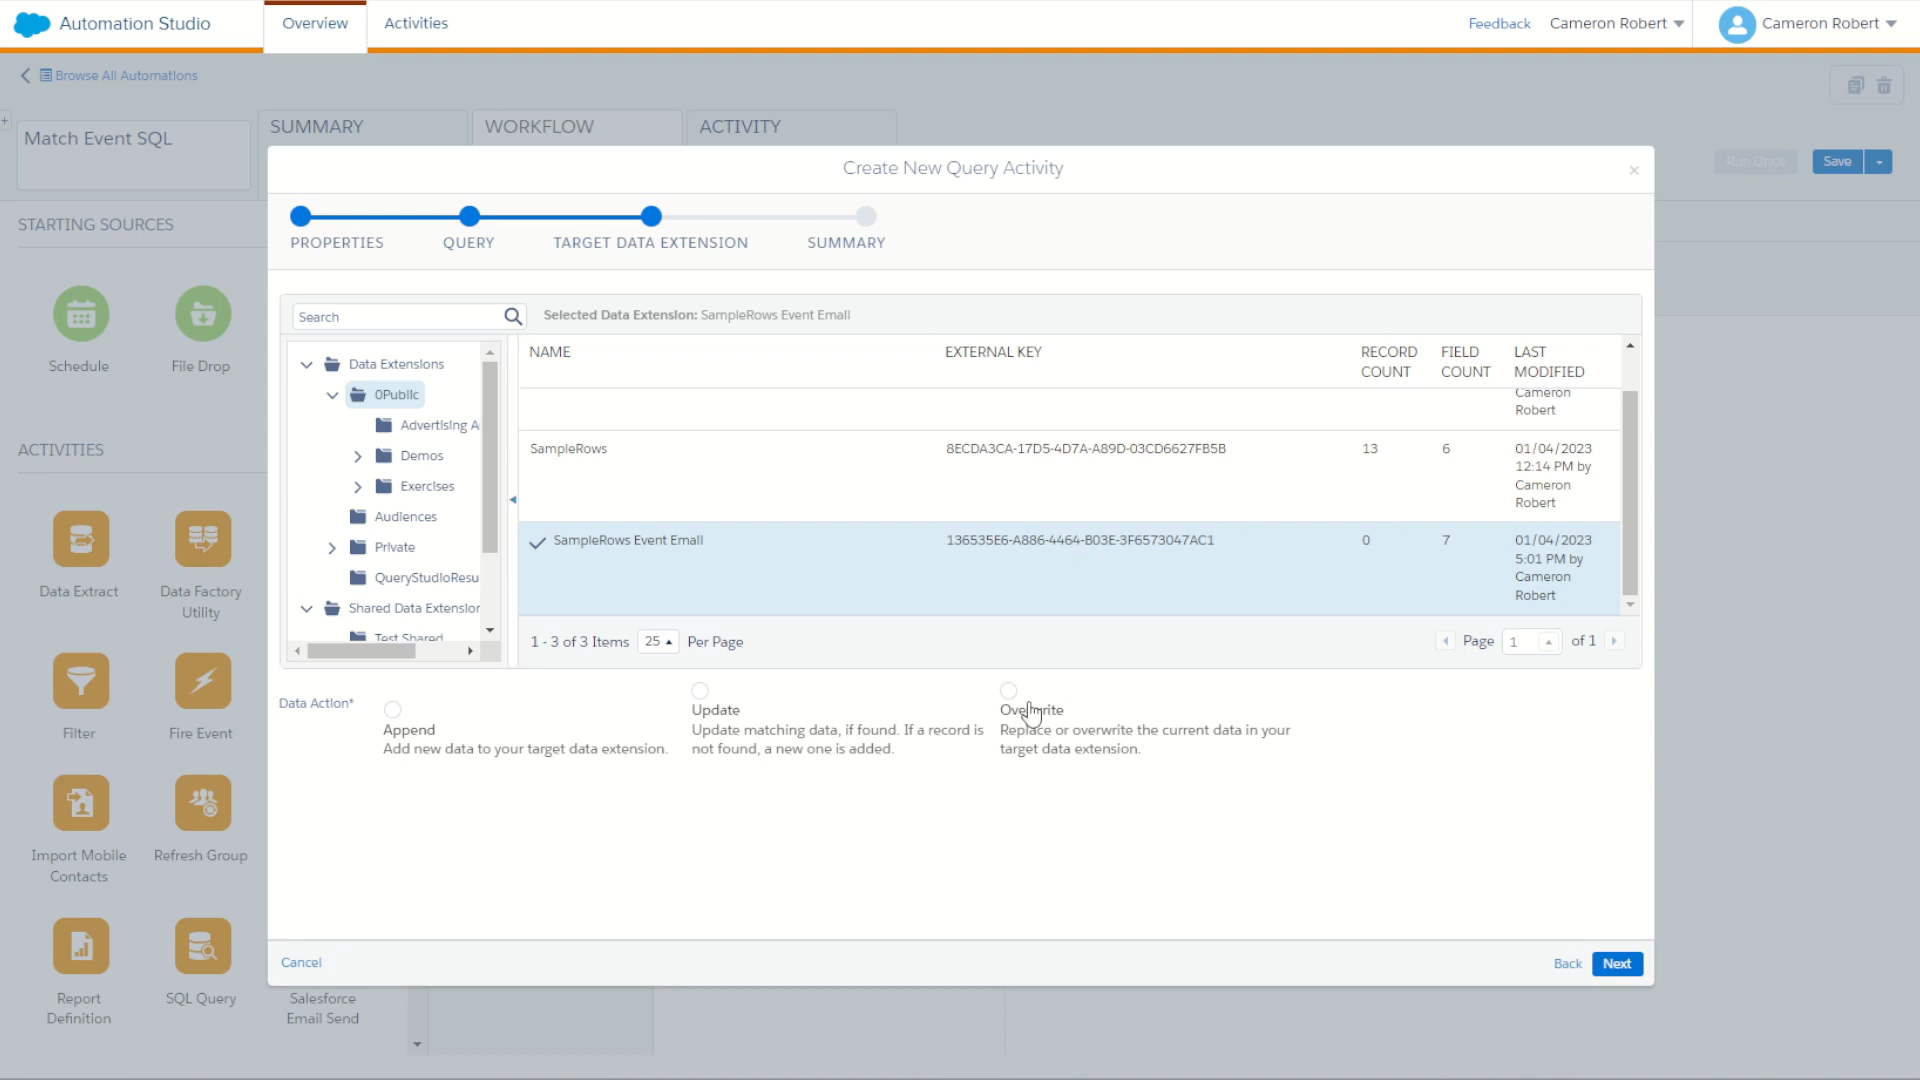 Automation Studio
Overview
Activities
Feedback
Cameron Robert
Cameron Robert
Browse All Automations
+
Match Event SQL
SUMMARY
WORKFLOW
ACTIVITY
Run Once
Save
Create New Query Activity
×
PROPERTIES
QUERY
TARGET DATA EXTENSION
SUMMARY
STARTING SOURCES
Schedule
File Drop
ACTIVITIES
Data Extract
Data Factory
Utility
Filter
Fire Event
Import Mobile
Contacts
Refresh Group
Report
Definition
SQL Query
Salesforce
Email Send
Search
Selected Data Extension: SampleRows Event Email
Data Extensions
0Public
Advertising A
Demos
Exercises
Audiences
Private
QueryStudioResu
Shared Data Extension
Test Shared
NAME
EXTERNAL KEY
RECORD
COUNT
FIELD
COUNT
LAST
MODIFIED
Cameron
Robert
SampleRows
8ECDA3CA-17D5-4D7A-A89D-03CD6627FB5B
13
6
01/04/2023
12:14 PM by
Cameron
Robert
SampleRows Event Email
136535E6-A886-4464-B03E-3F6573047AC1
0
7
01/04/2023
5:01 PM by
Cameron
Robert
1 - 3 of 3 Items
25
Per Page
Page
1
of 1
Data Action*
Append
Add new data to your target data extension.
Update
Update matching data, if found. If a record is
not found, a new one is added.
Overwrite
Replace or overwrite the current data in your
target data extension.
Cancel
Back
Next